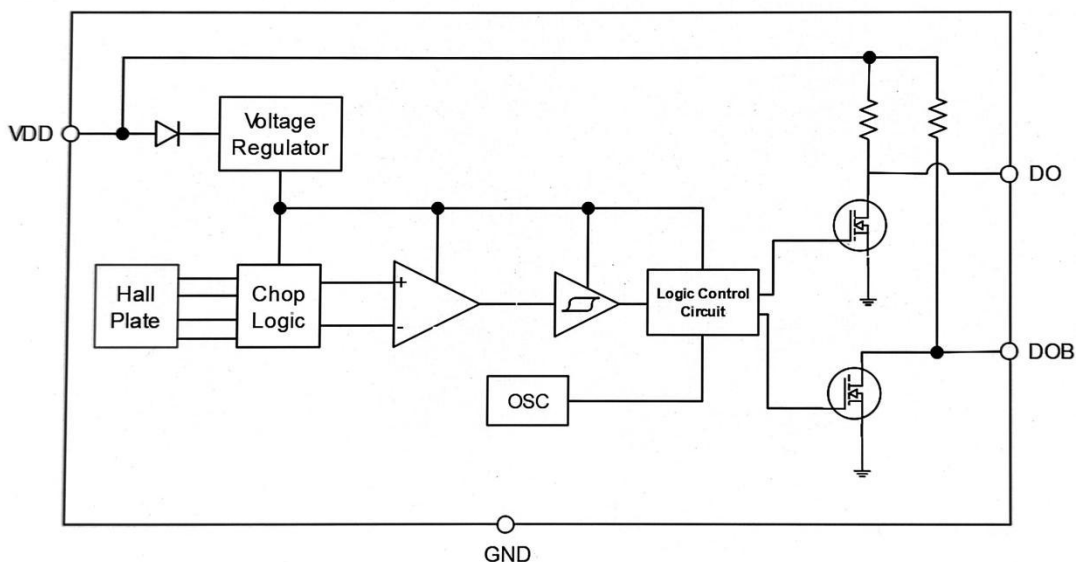 VDD
Voltage
Regulator
DO
Hall
Plate
Chop
Logic
+
-
Logic Control
Circuit
DOB
OSC
GND